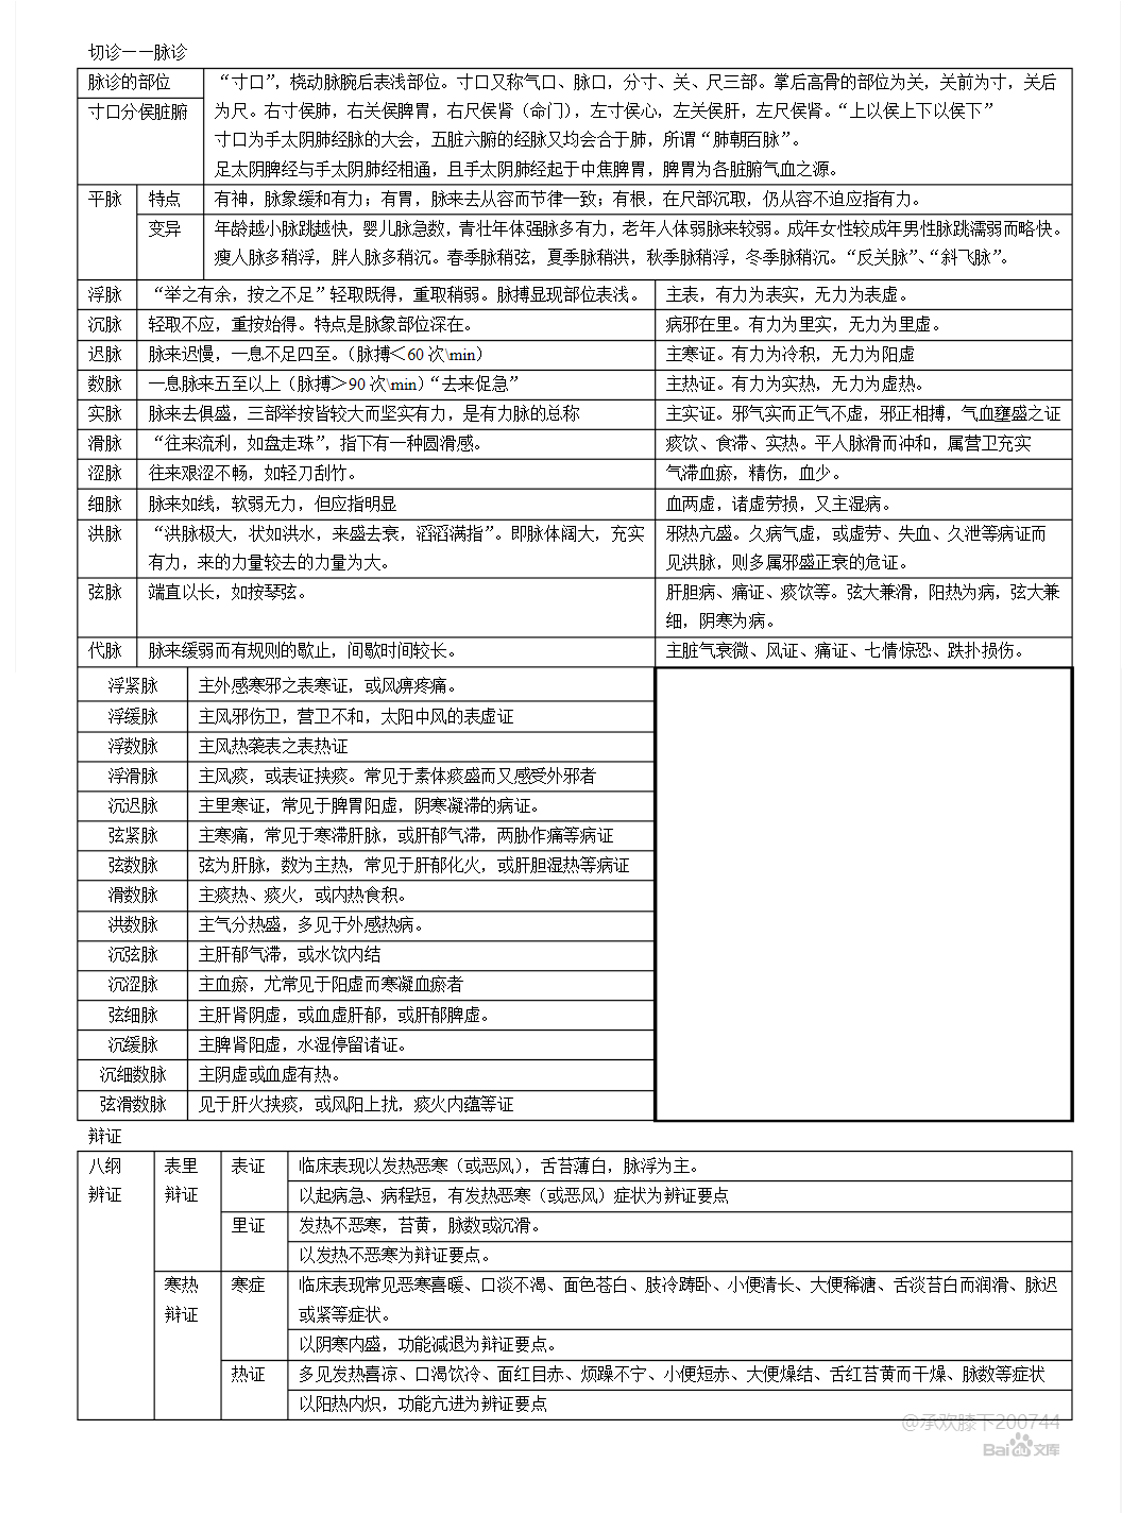 切诊——脉诊
脉诊的部位
“寸口”，桡动脉腕后表浅部位。寸口又称气口、脉口，分寸、关、尺三部。掌后高骨的部位为关，关前为寸，关后
寸口分侯脏腑
为尺。右寸侯肺，右关侯脾胃，右尺侯肾（命门），左寸侯心，左关侯肝，左尺侯肾。“上以侯上下以侯下”
寸口为手太阴肺经脉的大会，五脏六腑的经脉又均会合于肺，所谓“肺朝百脉”。
足太阴脾经与手太阴肺经相通，且手太阴肺经起于中焦脾胃，脾胃为各脏腑气血之源。
平脉 特点 有神，脉象缓和有力；有胃，脉来去从容而节律一致；有根，在尺部沉取，仍从容不迫应指有力。
变异 年龄越小脉跳越快，婴儿脉急数，青壮年体强脉多有力，老年人体弱脉来较弱。成年女性较成年男性脉跳濡弱而略快。
瘦人脉多稍浮，胖人脉多稍沉。春季脉稍弦，夏季脉稍洪，秋季脉稍浮，冬季脉稍沉。“反关脉”、“斜飞脉”。
浮脉 “举之有余，按之不足”轻取既得，重取稍弱。脉搏显现部位表浅。 主表，有力为表实，无力为表虚。
沉脉 轻取不应，重按始得。特点是脉象部位深在。 病邪在里。有力为里实，无力为里虚。
迟脉 脉来迟慢，一息不足四至。（脉搏＜60 次\min） 主寒证。有力为冷积，无力为阳虚
数脉 一息脉来五至以上（脉搏＞90 次\min）“去来促急” 主热证。有力为实热，无力为虚热。
实脉 脉来去俱盛，三部举按皆较大而坚实有力，是有力脉的总称 主实证。邪气实而正气不虚，邪正相搏，气血壅盛之证
滑脉 “往来流利，如盘走珠”，指下有一种圆滑感。 痰饮、食滞、实热。平人脉滑而冲和，属营卫充实
涩脉 往来艰涩不畅，如轻刀刮竹。 气滞血瘀，精伤，血少。
细脉 脉来如线，软弱无力，但应指明显 血两虚，诸虚劳损，又主湿病。
洪脉 “洪脉极大，状如洪水，来盛去衰，滔滔满指”。即脉体阔大，充实 邪热亢盛。久病气虚，或虚劳、失血、久泄等病证而
有力，来的力量较去的力量为大。 见洪脉，则多属邪盛正衰的危证。
弦脉 端直以长，如按琴弦。 肝胆病、痛证、痰饮等。弦大兼滑，阳热为病，弦大兼
细，阴寒为病。
代脉 脉来缓弱而有规则的歇止，间歇时间较长。 主脏气衰微、风证、痛证、七情惊恐、跌扑损伤。
浮紧脉 主外感寒邪之表寒证，或风痹疼痛。
浮缓脉 主风邪伤卫，营卫不和，太阳中风的表虚证
浮数脉 主风热袭表之表热证
浮滑脉 主风痰，或表证挟痰。常见于素体痰盛而又感受外邪者
沉迟脉 主里寒证，常见于脾胃阳虚，阴寒凝滞的病证。
弦紧脉 主寒痛，常见于寒滞肝脉，或肝郁气滞，两胁作痛等病证
弦数脉 弦为肝脉，数为主热，常见于肝郁化火，或肝胆湿热等病证
滑数脉 主痰热、痰火，或内热食积。
洪数脉 主气分热盛，多见于外感热病。
沉弦脉 主肝郁气滞，或水饮内结
沉涩脉 主血瘀，尤常见于阳虚而寒凝血瘀者
弦细脉 主肝肾阴虚，或血虚肝郁，或肝郁脾虚。
沉缓脉 主脾肾阳虚，水湿停留诸证。
沉细数脉 主阴虚或血虚有热。
弦滑数脉 见于肝火挟痰，或风阳上扰，痰火内蕴等证
辩证
八纲 表里 表证 临床表现以发热恶寒（或恶风），舌苔薄白，脉浮为主。
辨证 辩证 以起病急、病程短，有发热恶寒（或恶风）症状为辨证要点
里证 发热不恶寒，苔黄，脉数或沉滑。
以发热不恶寒为辩证要点。
寒热 寒症 临床表现常见恶寒喜暖、口淡不渴、面色苍白、肢冷踌卧、小便清长、大便稀溏、舌淡苔白而润滑、脉迟
辩证 或紧等症状。
以阴寒内盛，功能减退为辩证要点。
热证 多见发热喜凉、口渴饮冷、面红目赤、烦躁不宁、小便短赤、大便燥结、舌红苔黄而干燥、脉数等症状
以阳热内炽，功能亢进为辨证要点
@承欢膝下200744
Bai文库